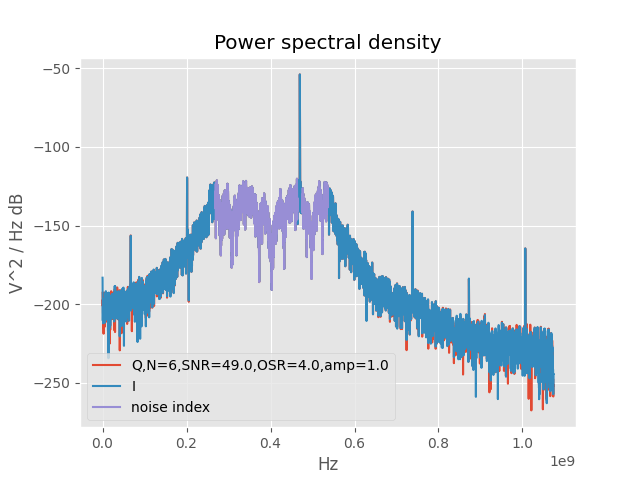 Power spectral density
V^2 / Hz dB
−50
−100
−150
−200
−250
Q,N=6,SNR=49.0,OSR=4.0,amp=1.0
I
noise index
0.0 0.2 0.4 0.6 0.8 1.0
1e9
Hz